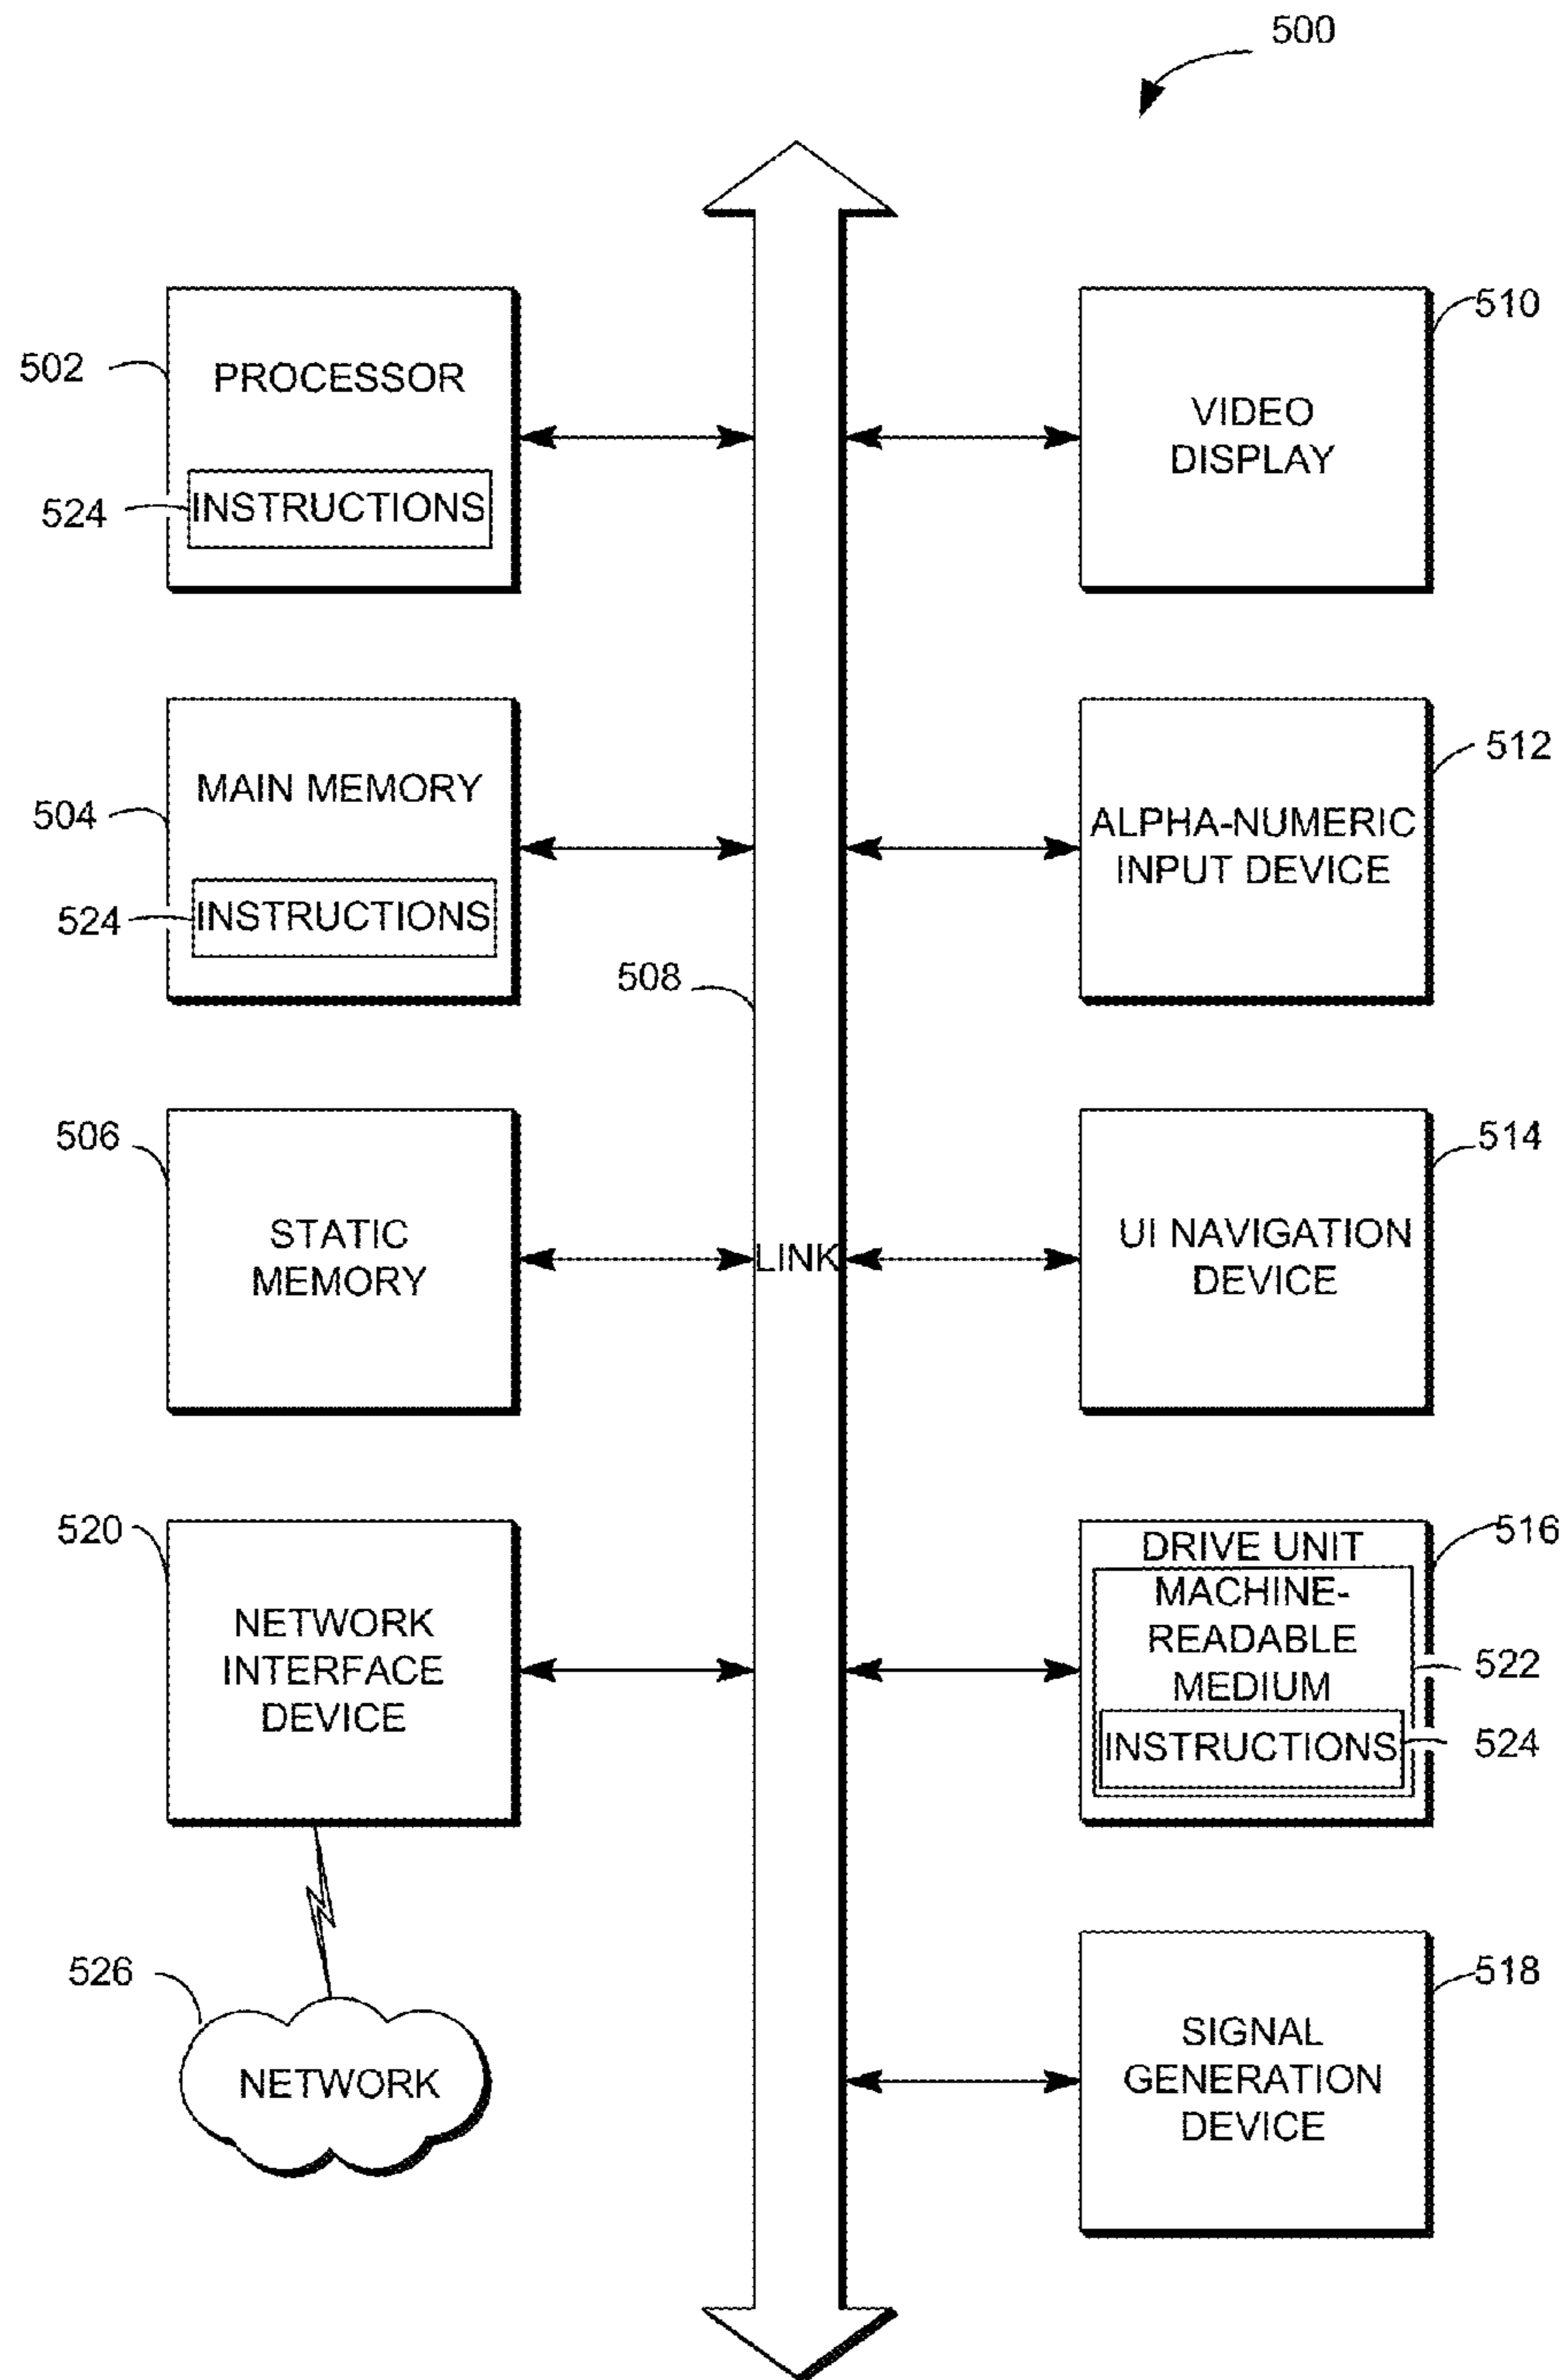 500
502
PROCESSOR
524
INSTRUCTIONS
510
VIDEO
DISPLAY
504
MAIN MEMORY
524
INSTRUCTIONS
512
ALPHA-NUMERIC
INPUT DEVICE
508
LINK
506
STATIC
MEMORY
514
UI NAVIGATION
DEVICE
520
NETWORK
INTERFACE
DEVICE
516
DRIVE UNIT
MACHINE-
READABLE
MEDIUM
522
INSTRUCTIONS
524
526
NETWORK
518
SIGNAL
GENERATION
DEVICE